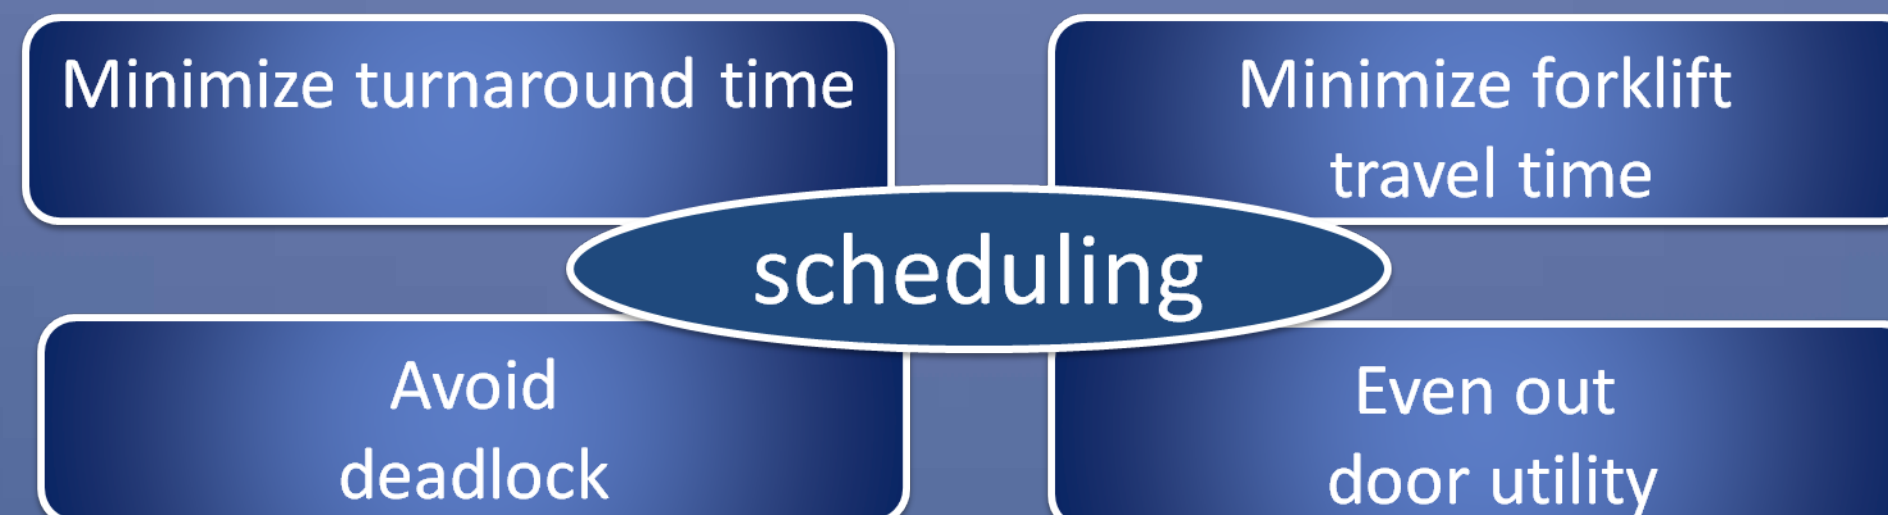 Minimize turnaround time
Minimize forklift
travel time
scheduling
Avoid
deadlock
Even out
door utility